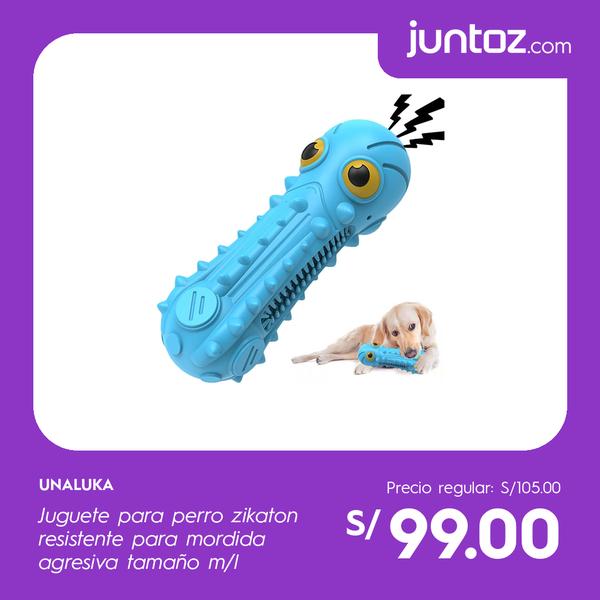 juntoz.com
UNALUKA
Juguete para perro zikaton
resistente para mordida
agresiva tamaño m/l
Precio regular: S/105.00
S/99.00